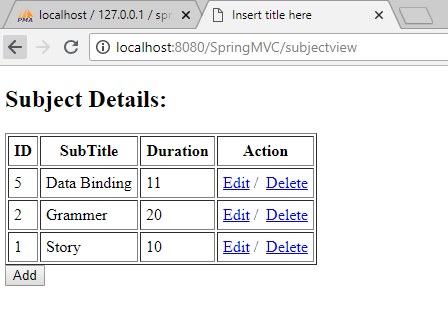 localhost / 127.0.0.1 / spr
Insert title here
localhost:8080/SpringMVC/subjectview
Subject Details:
ID SubTitle Duration Action
5 Data Binding 11 Edit / Delete
2 Grammer 20 Edit / Delete
1 Story 10 Edit / Delete
Add